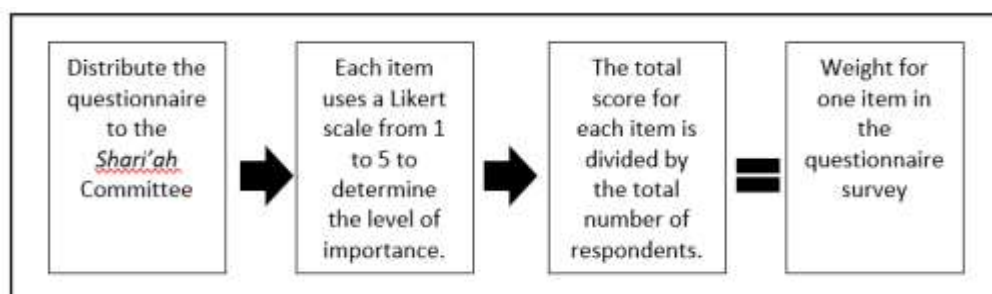 Distribute the
questionnaire
to the
Shari’ah
Committee
Each item
uses a Likert
scale from 1
to 5 to
determine
the level of
importance.
The total
score for
each item is
divided by
the total
number of
respondents.
Weight for
one item in
the
questionnaire
survey